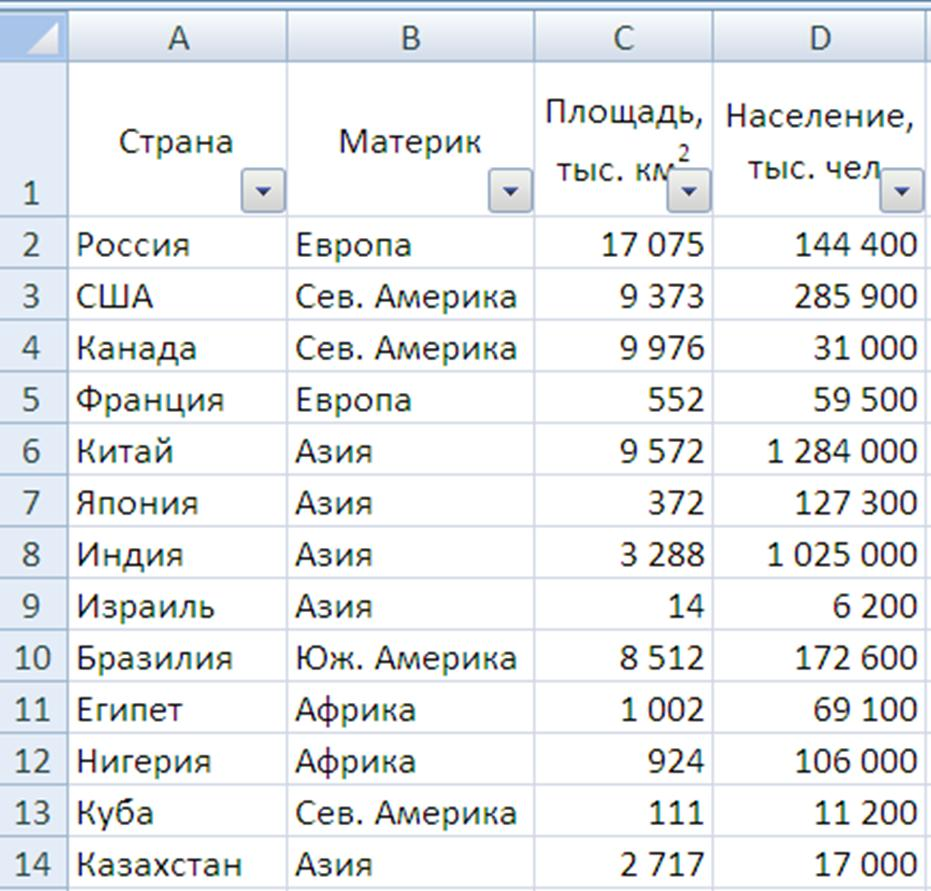 A B C D
1 Страна Материк Площадь, тыс. км² Население, тыс. чел
2 Россия Европа 17 075 144 400
3 США Сев. Америка 9 373 285 900
4 Канада Сев. Америка 9 976 31 000
5 Франция Европа 552 59 500
6 Китай Азия 9 572 1 284 000
7 Япония Азия 372 127 300
8 Индия Азия 3 288 1 025 000
9 Израиль Азия 14 6 200
10 Бразилия Юж. Америка 8 512 172 600
11 Египет Африка 1 002 69 100
12 Нигерия Африка 924 106 000
13 Куба Сев. Америка 111 11 200
14 Казахстан Азия 2 717 17 000